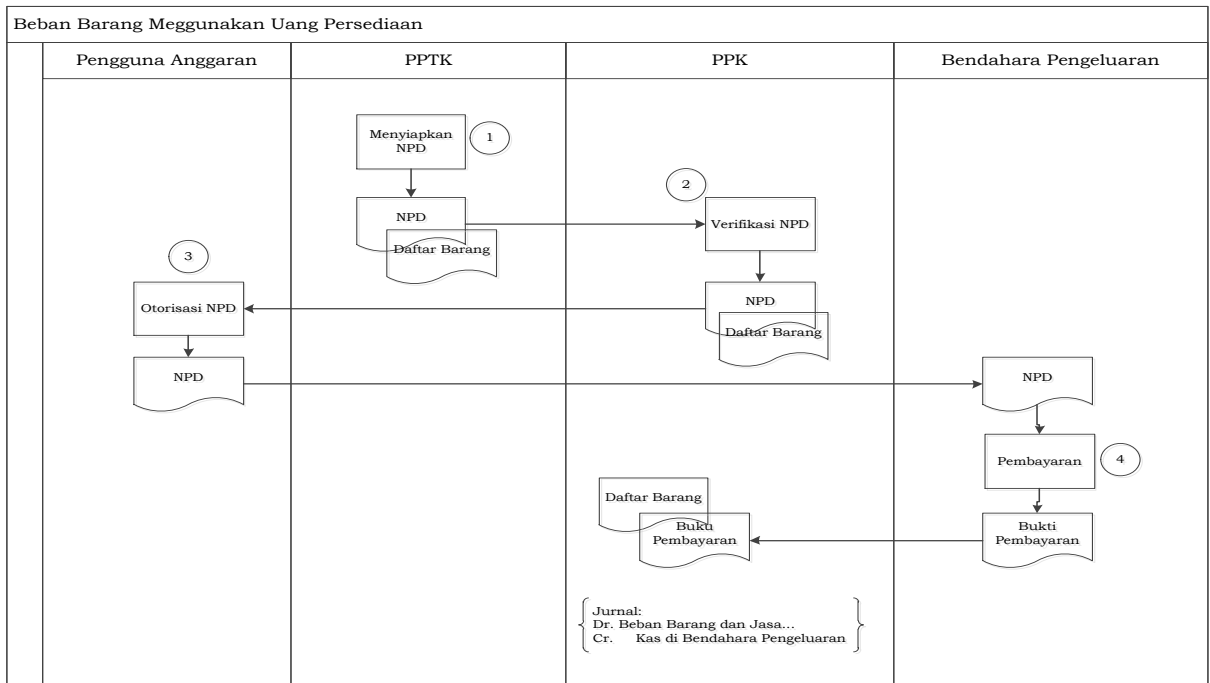 Beban Barang Meggunakan Uang Persediaan
Pengguna Anggaran
PPTK
PPK
Bendahara Pengeluaran
Menyiapkan
NPD
1
NPD
Daftar Barang
2
Verifikasi NPD
NPD
Daftar Barang
3
Otorisasi NPD
NPD
NPD
Pembayaran
4
Bukti
Pembayaran
Daftar Barang
Buku
Pembayaran
Jurnal:
Dr. Beban Barang dan Jasa...
Cr. Kas di Bendahara Pengeluaran